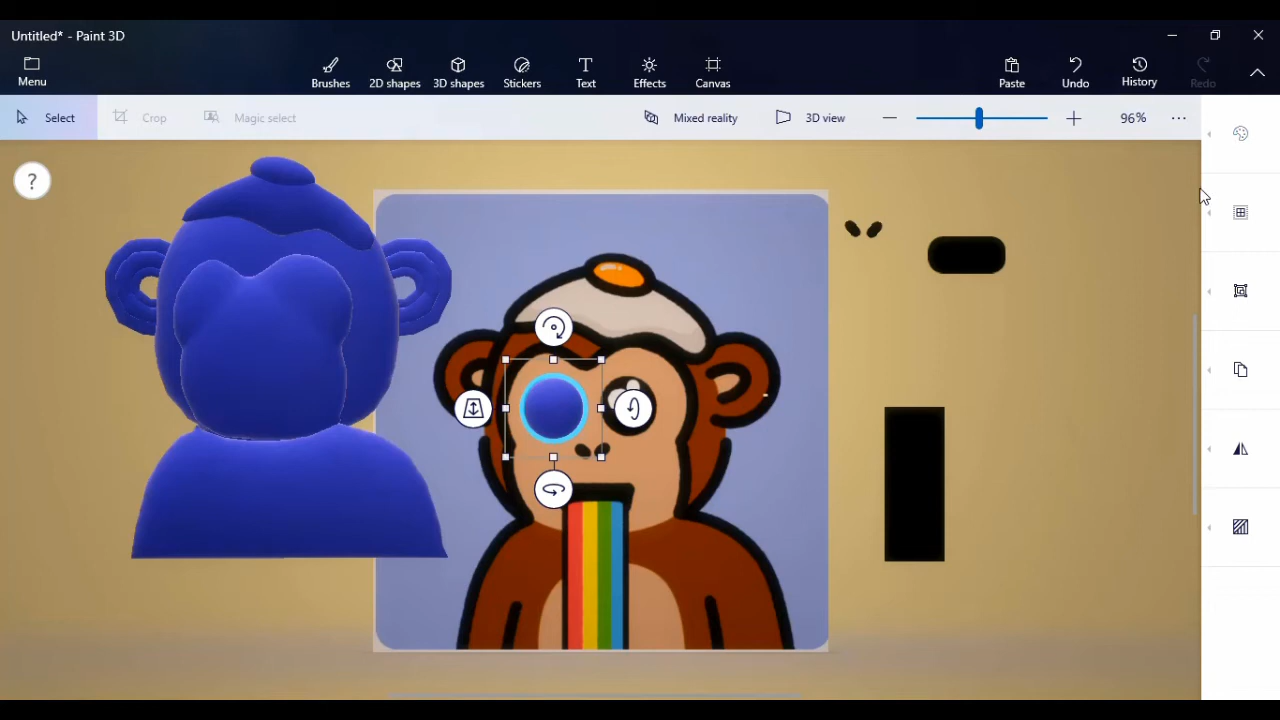 Untitled* - Paint 3D
Menu
Brushes
2D shapes
3D shapes
Stickers
Text
Effects
Canvas
Paste
Undo
History
Redo
Select
Crop
Magic select
Mixed reality
3D view
96%
?